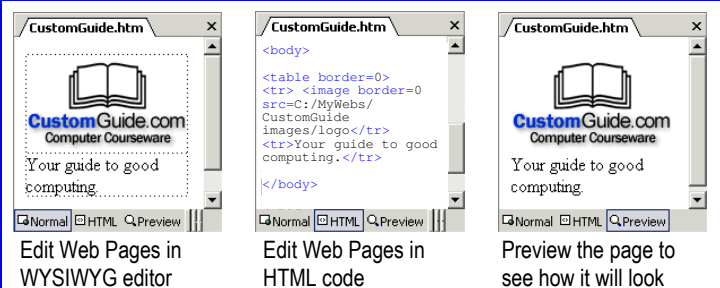 CustomGuide.htm ×
CustomGuide.com
Computer Courseware
Your guide to good
computing.
Normal HTML Preview
Edit Web Pages in
WYSIWYG editor
CustomGuide.htm ×
<body>
<table border=0>
<tr> <image border=0
src=C:/MyWebs/
CustomGuide
images/logo</tr>
<tr>Your guide to good
computing.</tr>
</body>
Normal HTML Preview
Edit Web Pages in
HTML code
CustomGuide.htm ×
CustomGuide.com
Computer Courseware
Your guide to good
computing.
Normal HTML Preview
Preview the page to
see how it will look